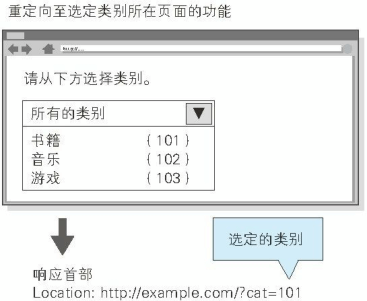 重定向至选定类别所在页面的功能
请从下方选择类别。
所有的类别 ▼
书籍 (101)
音乐 (102)
游戏 (103)
选定的类别
响应首部
Location: http://example.com/?cat=101